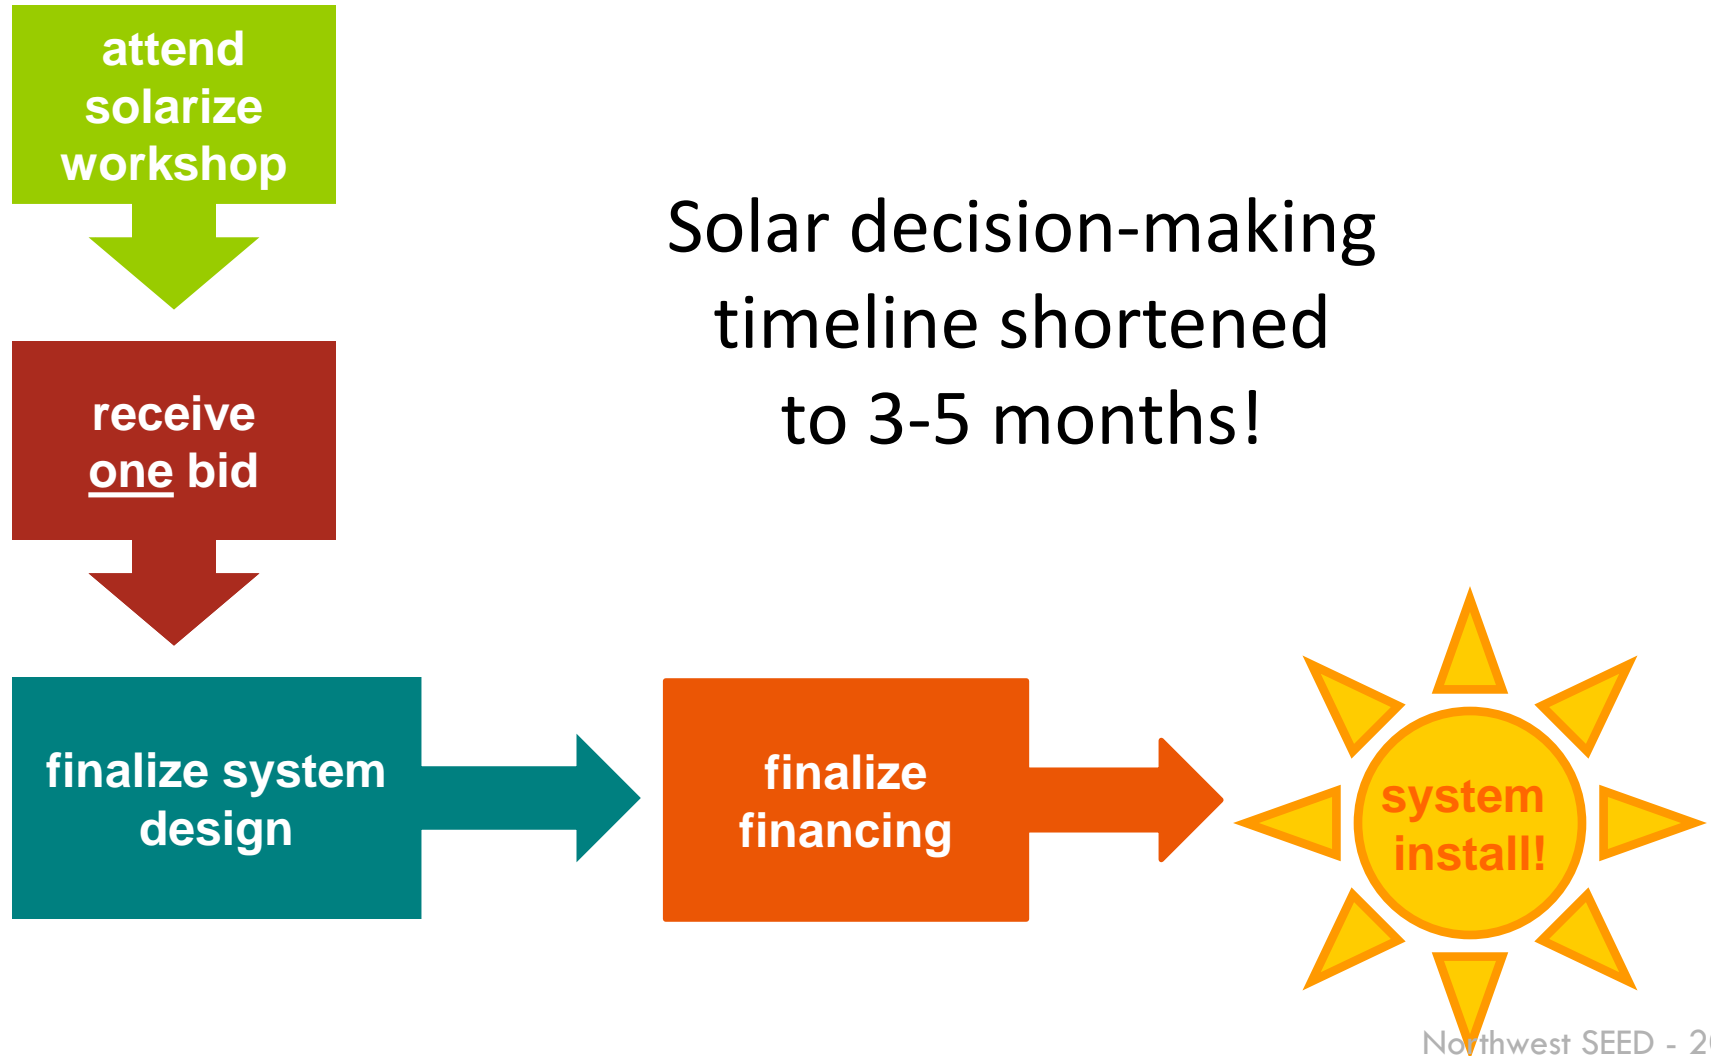 attend
solarize
workshop
Solar decision-making
timeline shortened
to 3-5 months!
receive
one bid
finalize system
design
finalize
financing
system
install!
Northwest SEED -